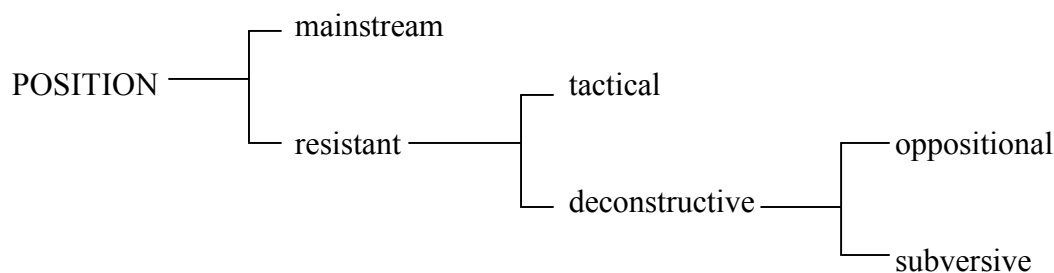 mainstream
POSITION
tactical
resistant
oppositional
deconstructive
subversive